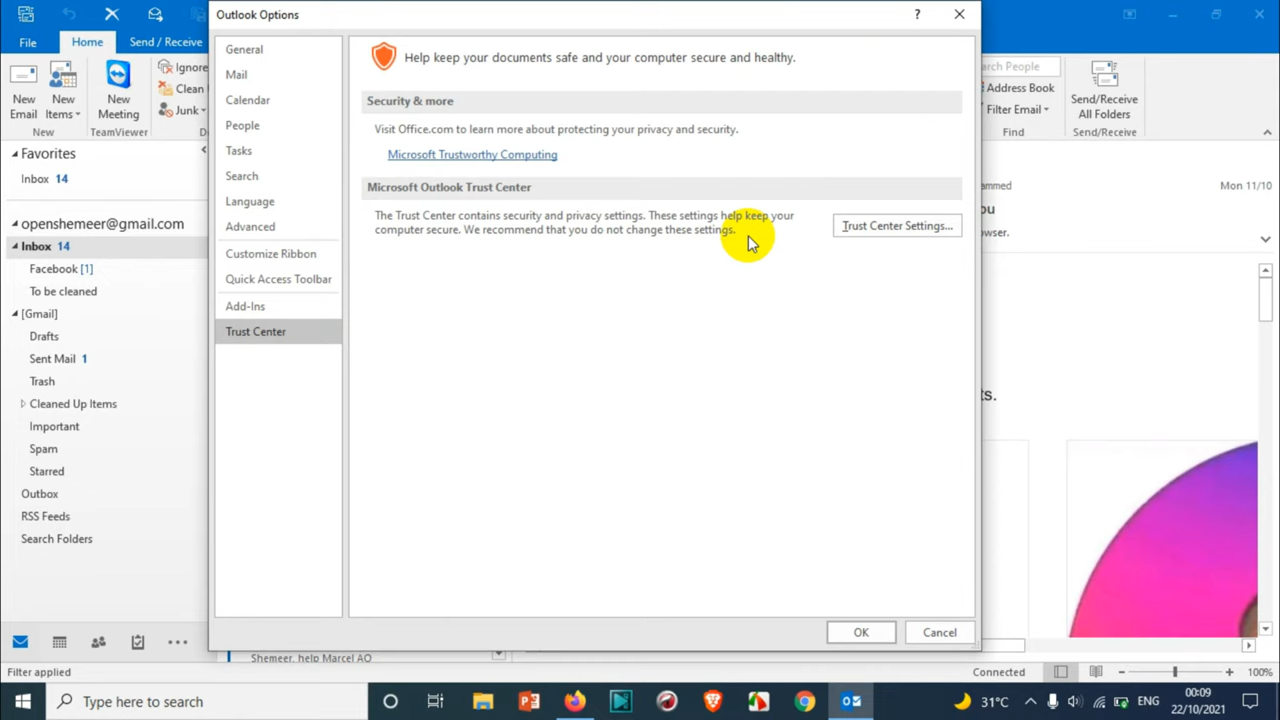 Outlook Options
?
File
Home
Send / Receive
New Email
New Items
New Meeting
Ignore
Clean
Junk
New
TeamViewer
Favorites
Inbox 14
openshemeer@gmail.com
Inbox 14
Facebook [1]
To be cleaned
[Gmail]
Drafts
Sent Mail 1
Trash
Cleaned Up Items
Important
Spam
Starred
Outbox
RSS Feeds
Search Folders
General
Mail
Calendar
People
Tasks
Search
Language
Advanced
Customize Ribbon
Quick Access Toolbar
Add-Ins
Trust Center
Help keep your documents safe and your computer secure and healthy.
Security & more
Visit Office.com to learn more about protecting your privacy and security.
Microsoft Trustworthy Computing
Microsoft Outlook Trust Center
The Trust Center contains security and privacy settings. These settings help keep your
computer secure. We recommend that you do not change these settings.
Trust Center Settings...
OK
Cancel
arch People
Address Book
Filter Email
Find
Send/Receive
All Folders
Send/Receive
ammed
Mon 11/10
ou
owser.
ts.
Shemeer, help Marcel AO
Filter applied
Connected
100%
Type here to search
31°C
ENG
00:09
22/10/2021